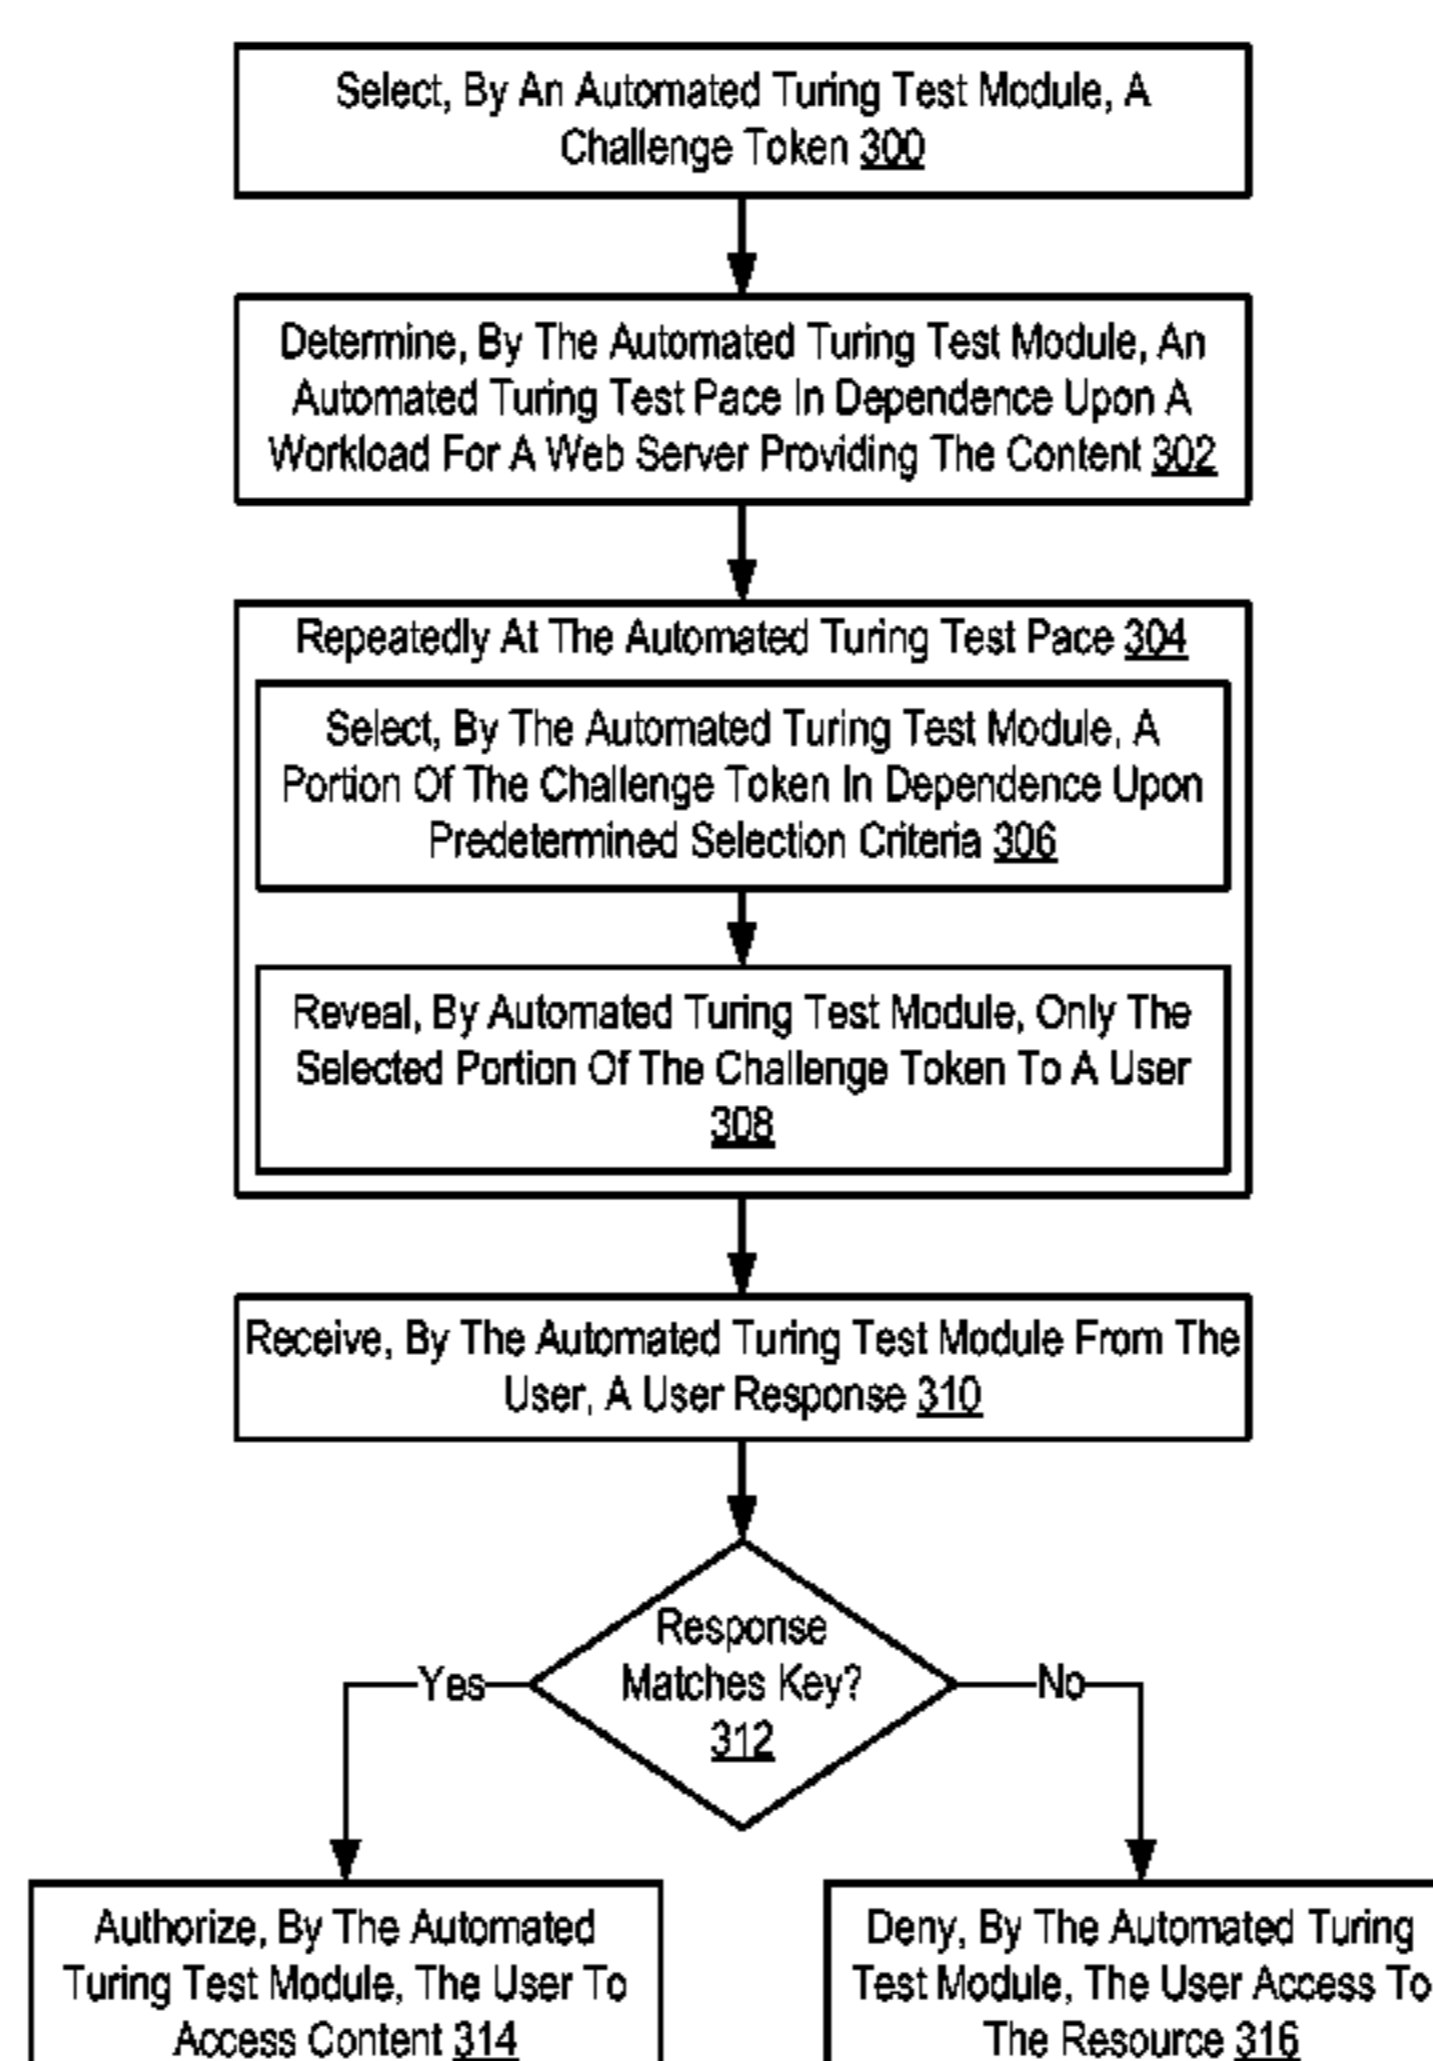 Select, By An Automated Turing Test Module, A
Challenge Token 300
Determine, By The Automated Turing Test Module, An
Automated Turing Test Pace In Dependence Upon A
Workload For A Web Server Providing The Content 302
Repeatedly At The Automated Turing Test Pace 304
Select, By The Automated Turing Test Module, A
Portion Of The Challenge Token In Dependence Upon
Predetermined Selection Criteria 306
Reveal, By Automated Turing Test Module, Only The
Selected Portion Of The Challenge Token To A User
308
Receive, By The Automated Turing Test Module From The
User, A User Response 310
Response
Matches Key?
312
Yes
No
Authorize, By The Automated
Turing Test Module, The User To
Access Content 314
Deny, By The Automated Turing
Test Module, The User Access To
The Resource 316